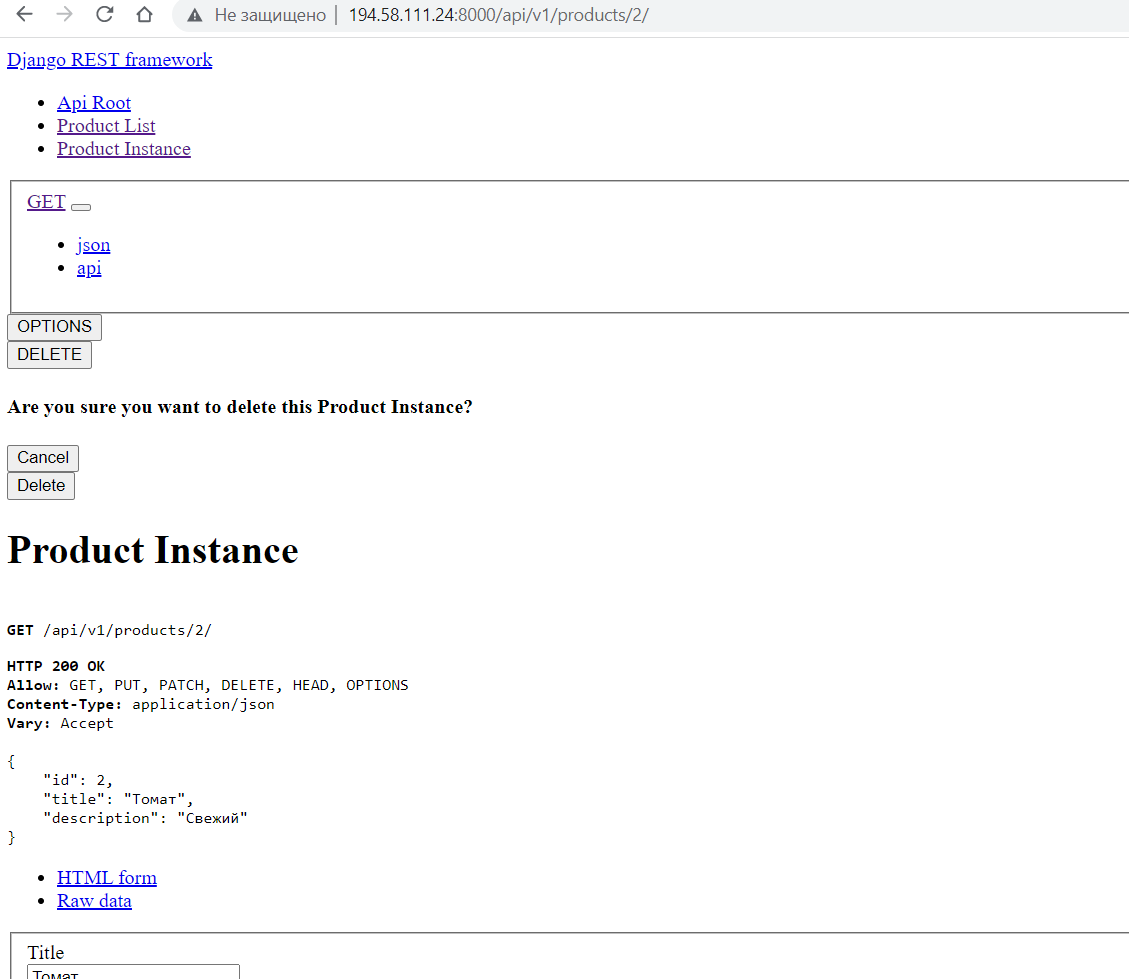 Не защищено | 194.58.111.24:8000/api/v1/products/2/
Django REST framework
Api Root
Product List
Product Instance
GET
json
api
OPTIONS
DELETE
Are you sure you want to delete this Product Instance?
Cancel
Delete
Product Instance
GET /api/v1/products/2/
HTTP 200 OK
Allow: GET, PUT, PATCH, DELETE, HEAD, OPTIONS
Content-Type: application/json
Vary: Accept
{
"id": 2,
"title": "Томат",
"description": "Свежий"
}
HTML form
Raw data
Title
Томат